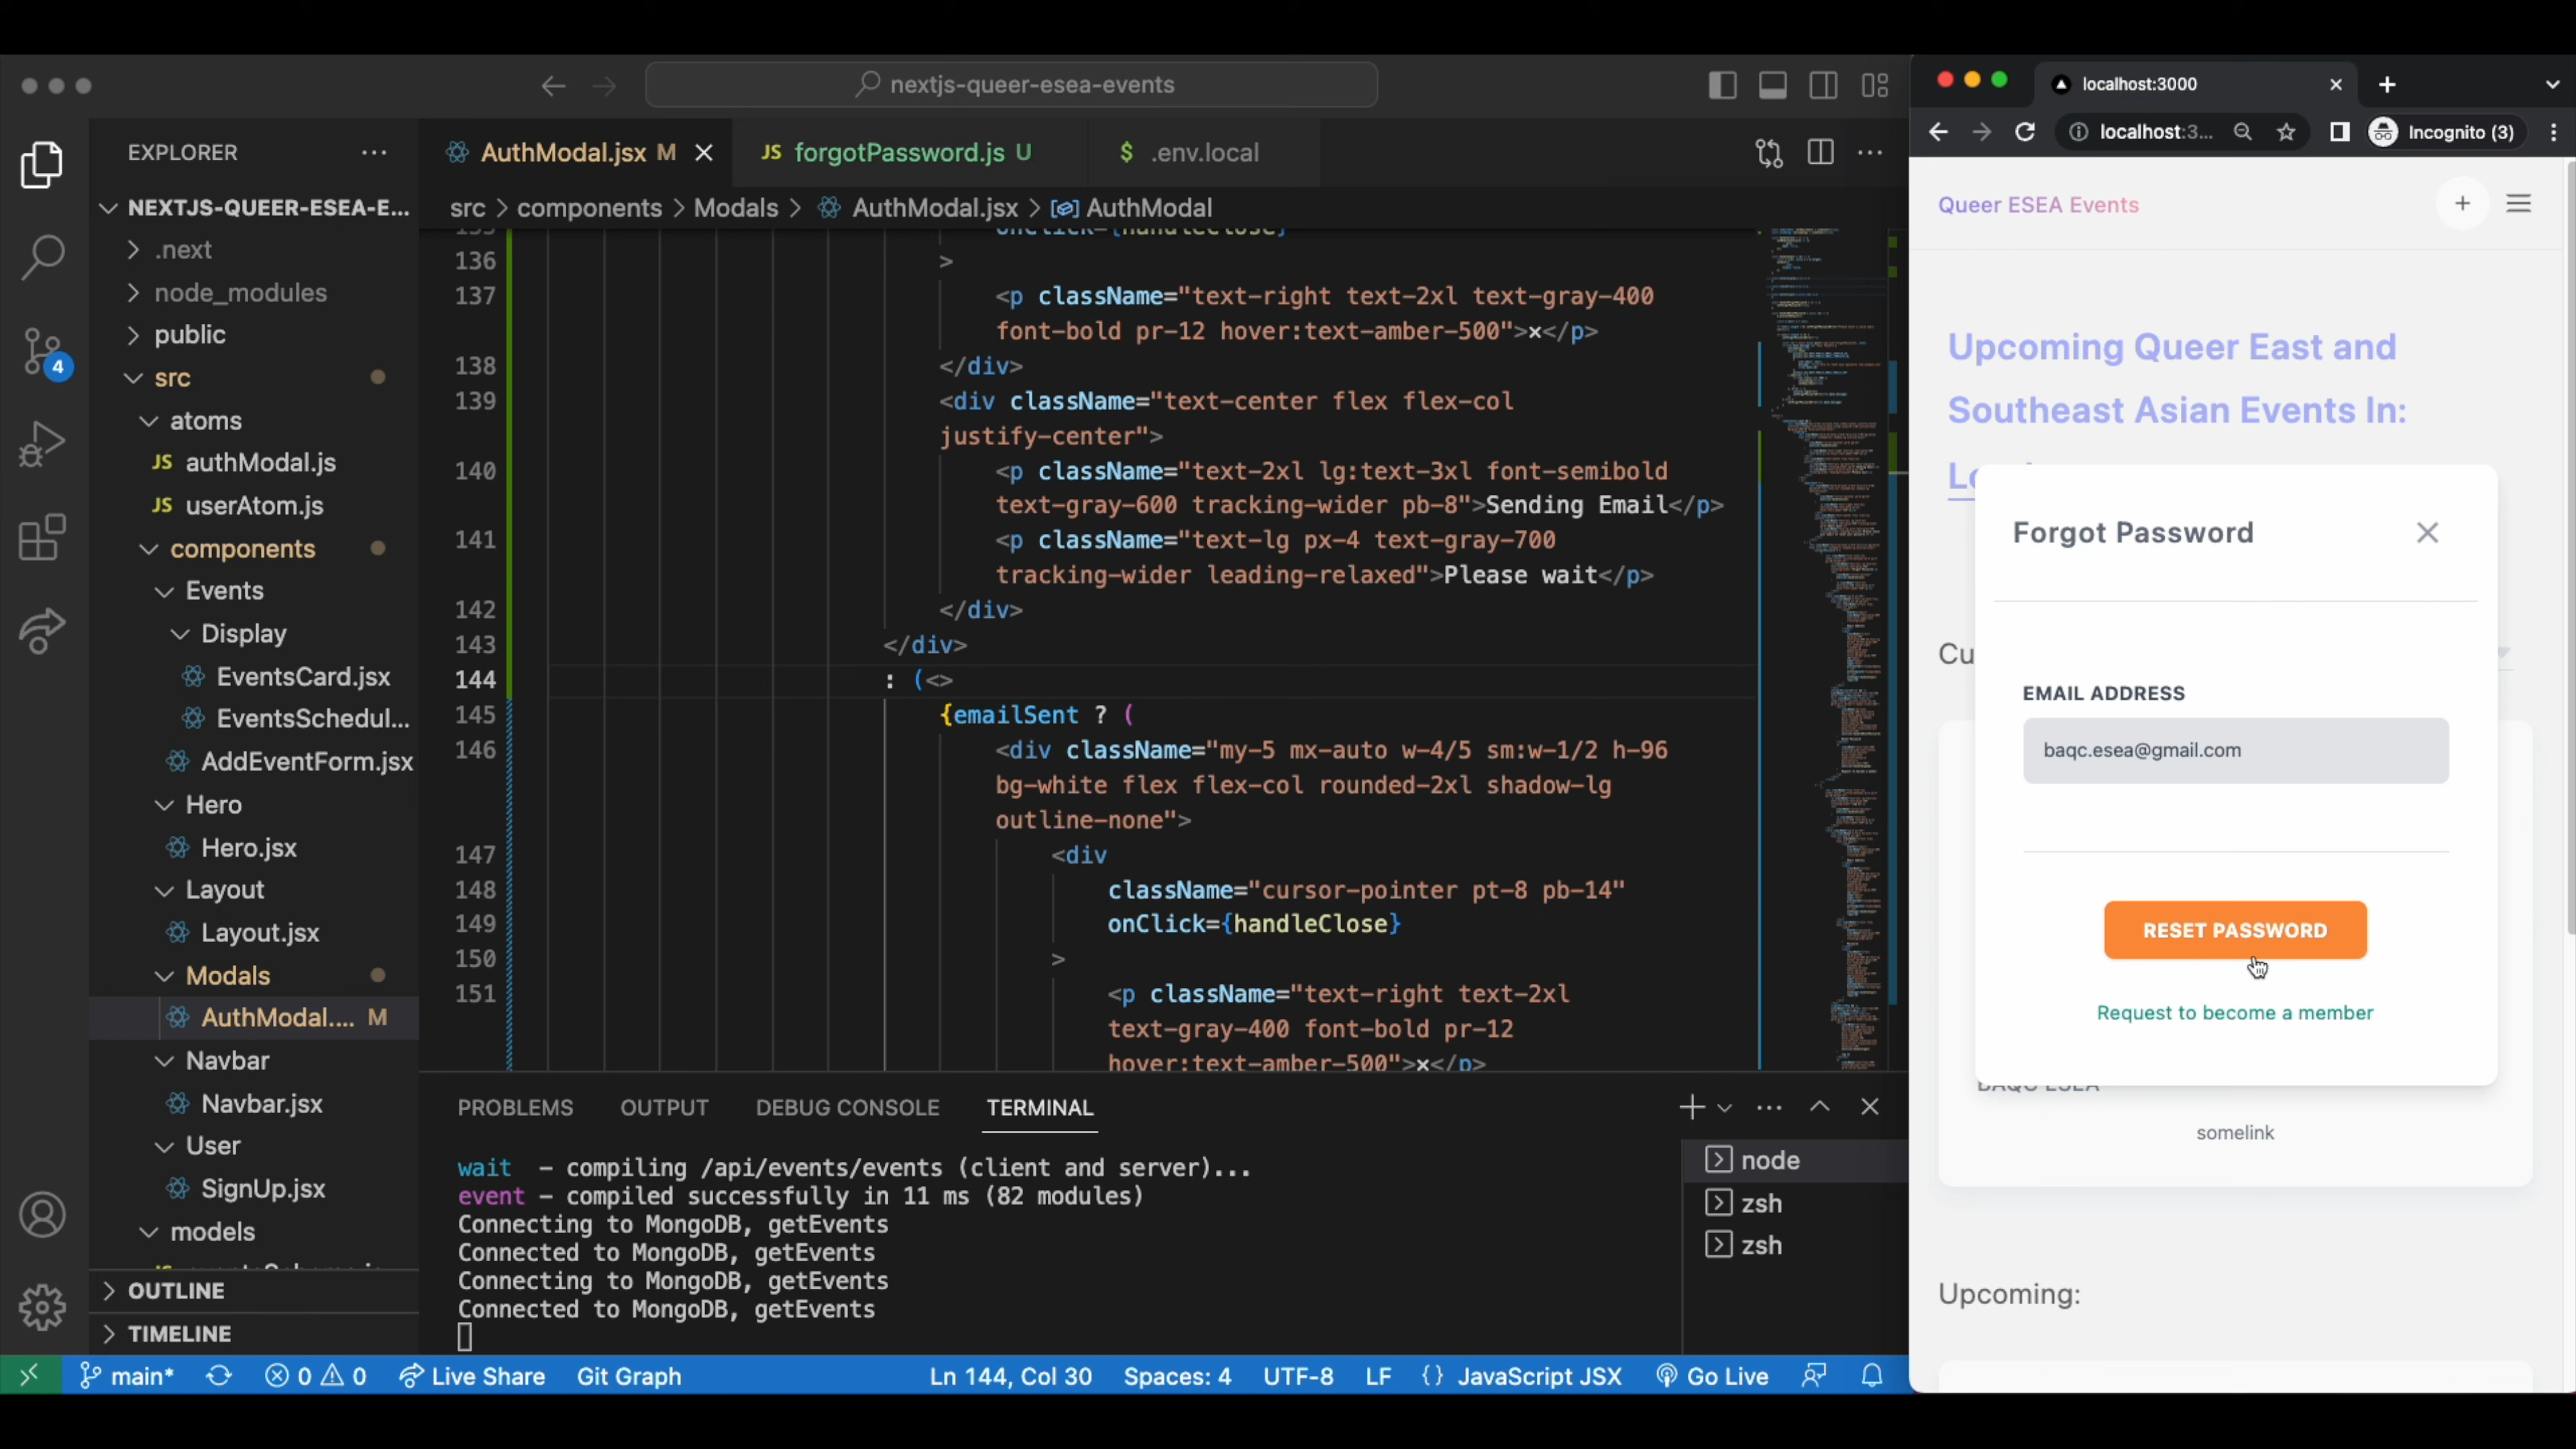 nextjs-queer-esea-events
EXPLORER
NEXTJS-QUEER-ESEA-E...
.next
node_modules
public
src
atoms
JS authModal.js
JS userAtom.js
components
Events
Display
EventsCard.jsx
EventsSchedul...
AddEventForm.jsx
Hero
Hero.jsx
Layout
Layout.jsx
Modals
AuthModal.... M
Navbar
Navbar.jsx
User
SignUp.jsx
models
OUTLINE
TIMELINE
4
AuthModal.jsx M
JS forgotPassword.js U
$ .env.local
src > components > Modals > AuthModal.jsx > AuthModal
135 onClick={handleClose}
136 >
137 <p className="text-right text-2xl text-gray-400
font-bold pr-12 hover:text-amber-500">×</p>
138 </div>
139 <div className="text-center flex flex-col
justify-center">
140 <p className="text-2xl lg:text-3xl font-semibold
text-gray-600 tracking-wider pb-8">Sending Email</p>
141 <p className="text-lg px-4 text-gray-700
tracking-wider leading-relaxed">Please wait</p>
142 </div>
143 </div>
144 : (<>
145 {emailSent ? (
146 <div className="my-5 mx-auto w-4/5 sm:w-1/2 h-96
bg-white flex flex-col rounded-2xl shadow-lg
outline-none">
147 <div
148 className="cursor-pointer pt-8 pb-14"
149 onClick={handleClose}
150 >
151 <p className="text-right text-2xl
text-gray-400 font-bold pr-12
hover:text-amber-500">×</p>
PROBLEMS OUTPUT DEBUG CONSOLE TERMINAL
wait - compiling /api/events/events (client and server)...
event - compiled successfully in 11 ms (82 modules)
Connecting to MongoDB, getEvents
Connected to MongoDB, getEvents
Connecting to MongoDB, getEvents
Connected to MongoDB, getEvents
node
zsh
zsh
main* 0 0 Live Share Git Graph Ln 144, Col 30 Spaces: 4 UTF-8 LF {} JavaScript JSX Go Live
localhost:3000
localhost:3... Incognito (3)
Queer ESEA Events
Upcoming Queer East and
Southeast Asian Events In:
Forgot Password
EMAIL ADDRESS
baqc.esea@gmail.com
RESET PASSWORD
Request to become a member
BAQC ESEA
somelink
Upcoming: